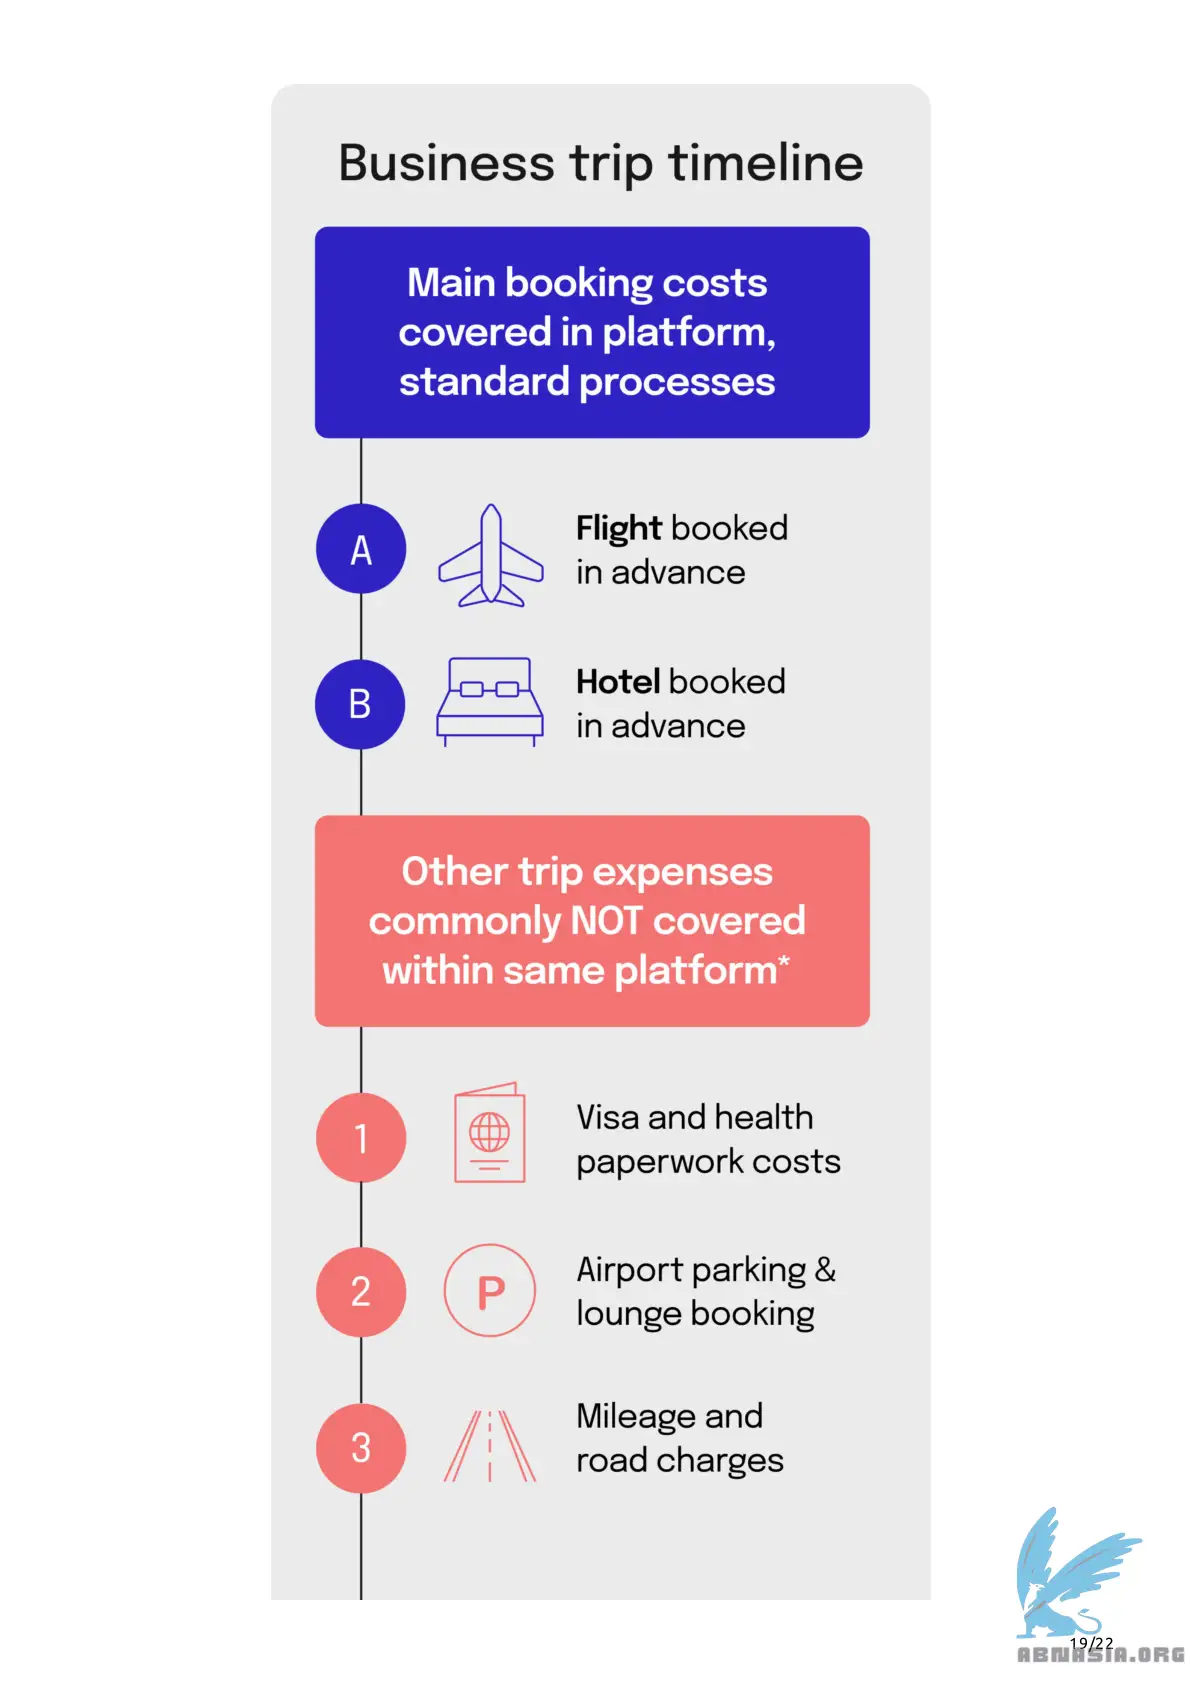 Business trip timeline
Main booking costs
covered in platform,
standard processes
A
Flight booked
in advance
B
Hotel booked
in advance
Other trip expenses
commonly NOT covered
within same platform*
1
Visa and health
paperwork costs
2
P
Airport parking &
lounge booking
3
Mileage and
road charges
19/22
ABNASIA.ORG